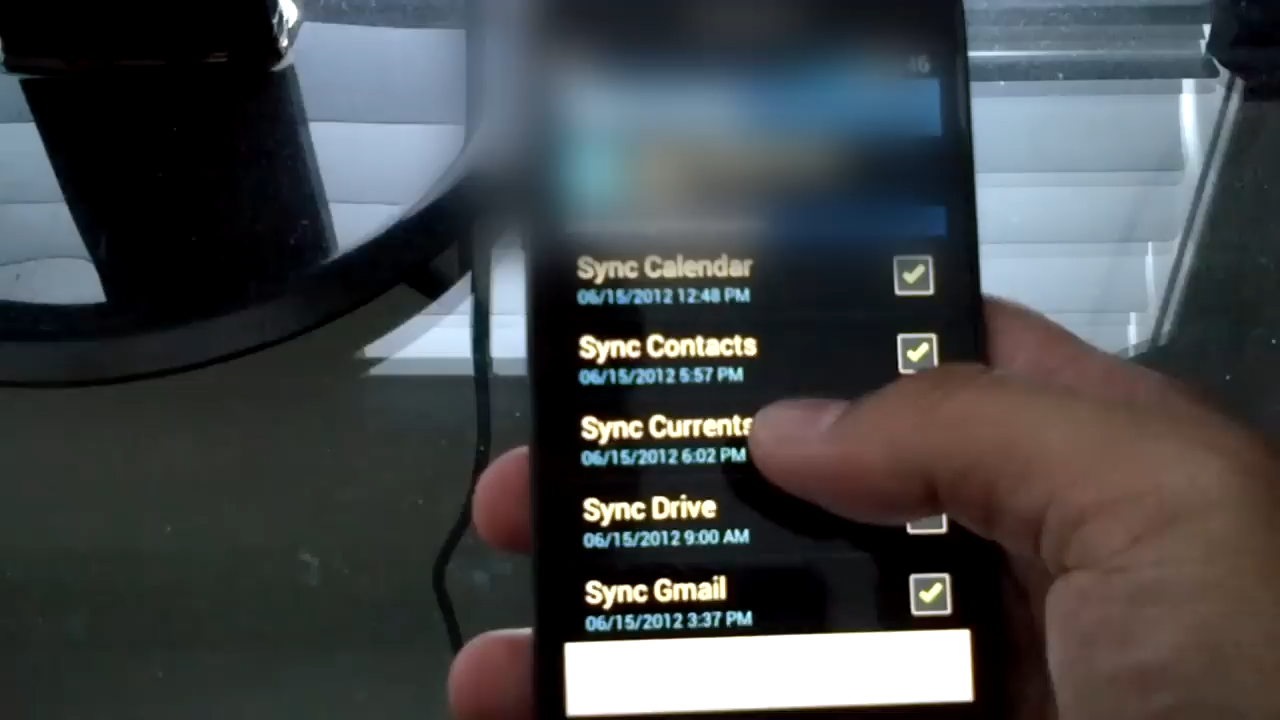 Sync Calendar
06/15/2012 12:48 PM
Sync Contacts
06/15/2012 5:57 PM
Sync Currents
06/15/2012 6:02 PM
Sync Drive
06/15/2012 9:00 AM
Sync Gmail
06/15/2012 3:37 PM